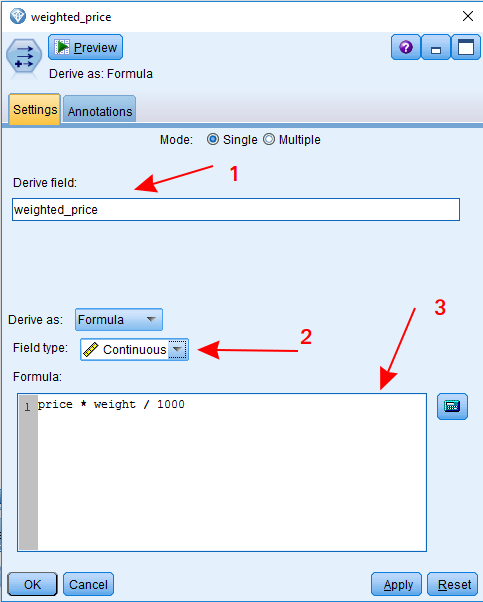 weighted_price
Preview
Derive as: Formula
Settings Annotations
Mode: Single Multiple
1
Derive field:
weighted_price
Derive as: Formula
2
3
Field type: Continuous
Formula:
1 price * weight / 1000
OK Cancel Apply Reset